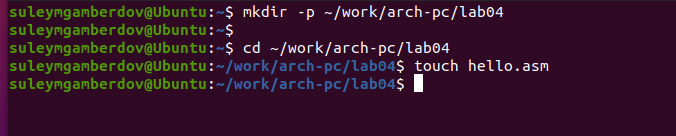 suleymgamberdov@Ubuntu:~$ mkdir -p ~/work/arch-pc/lab04
suleymgamberdov@Ubuntu:~$
suleymgamberdov@Ubuntu:~$ cd ~/work/arch-pc/lab04
suleymgamberdov@Ubuntu:~/work/arch-pc/lab04$ touch hello.asm
suleymgamberdov@Ubuntu:~/work/arch-pc/lab04$